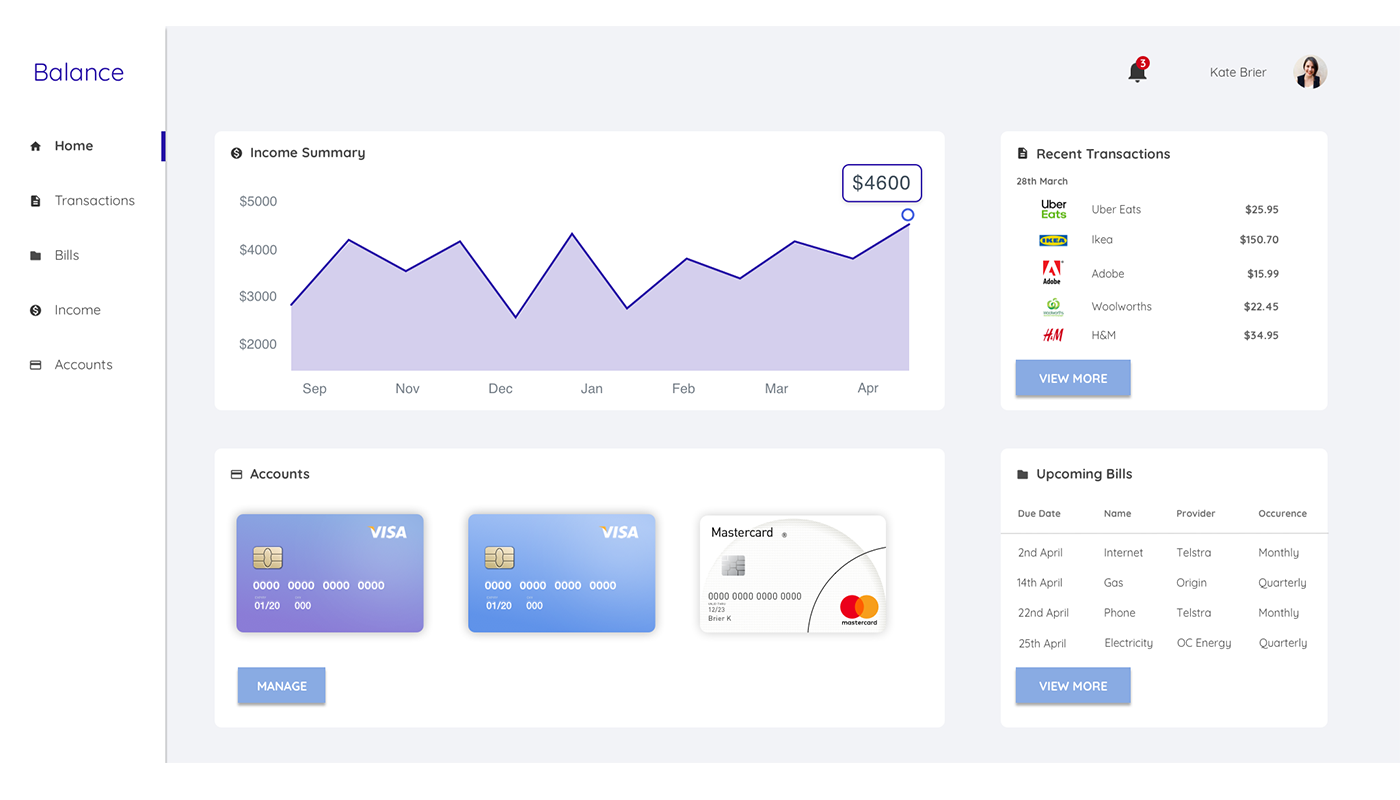 Balance
Home
Transactions
Bills
Income
Accounts
3
Kate Brier
Income Summary
$4600
$5000
$4000
$3000
$2000
Sep Nov Dec Jan Feb Mar Apr
Recent Transactions
28th March
Uber Eats Uber Eats $25.95
IKEA Ikea $150.70
Adobe Adobe $15.99
Woolworths $22.45
H&M H&M $34.95
VIEW MORE
Accounts
VISA
0000 0000 0000 0000
01/20 000
VISA
0000 0000 0000 0000
01/20 000
Mastercard ®
0000 0000 0000 0000
12/23
Brier K
mastercard
MANAGE
Upcoming Bills
Due Date Name Provider Occurence
2nd April Internet Telstra Monthly
14th April Gas Origin Quarterly
22nd April Phone Telstra Monthly
25th April Electricity OC Energy Quarterly
VIEW MORE